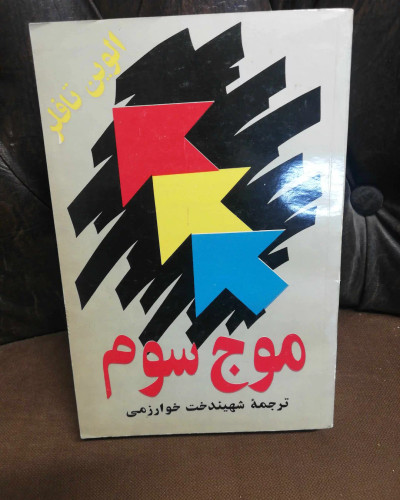 الوین تافلر
موج سوم
ترجمهٔ شهیندخت خوارزمی